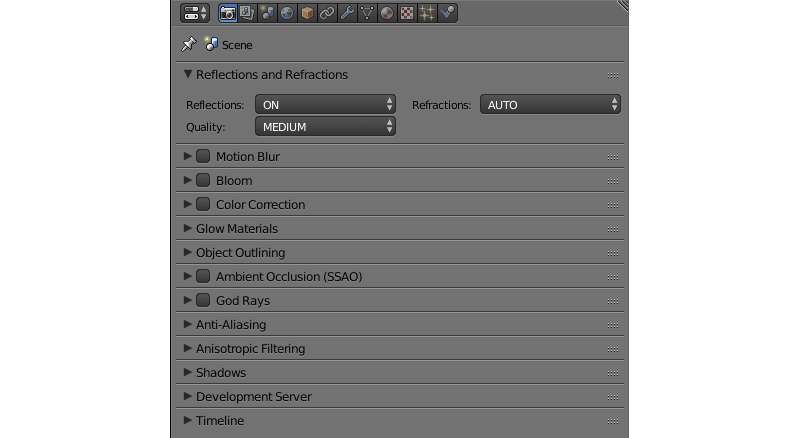 Scene
Reflections and Refractions
Reflections: ON Refractions: AUTO
Quality: MEDIUM
Motion Blur
Bloom
Color Correction
Glow Materials
Object Outlining
Ambient Occlusion (SSAO)
God Rays
Anti-Aliasing
Anisotropic Filtering
Shadows
Development Server
Timeline